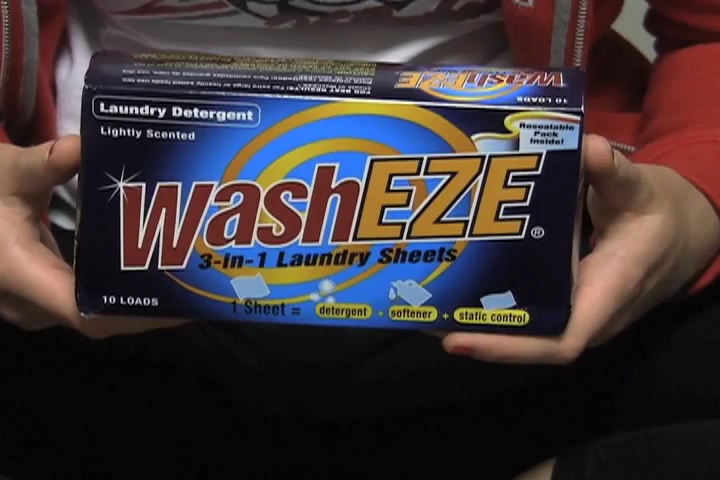 WashEZE
10 LOADS
Laundry Detergent
Lightly Scented
Resealable
Pack
Inside!
WashEZE®
3-in-1 Laundry Sheets
10 LOADS
1 Sheet = detergent + softener + static control